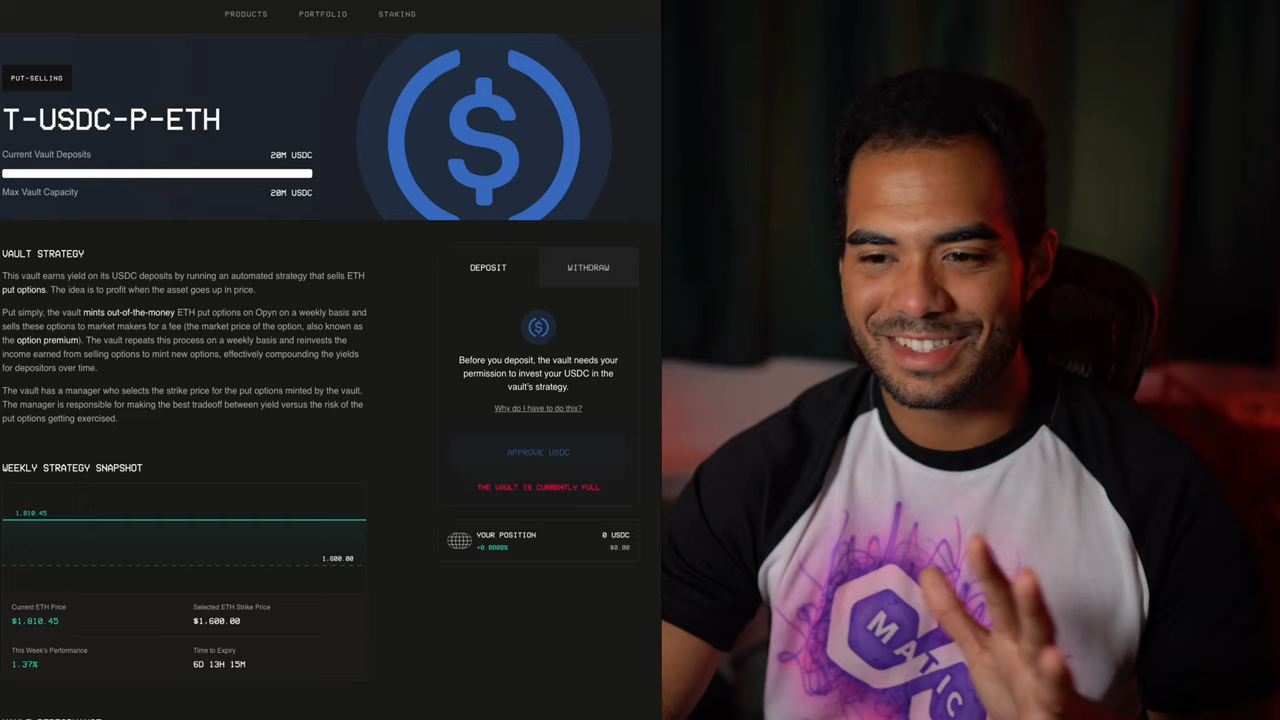 PRODUCTS PORTFOLIO STAKING
PUT-SELLING
T-USDC-P-ETH
Current Vault Deposits 20M USDC
Max Vault Capacity 20M USDC
VAULT STRATEGY
This vault earns yield on its USDC deposits by running an automated strategy that sells ETH
put options. The idea is to profit when the asset goes up in price.
Put simply, the vault mints out-of-the-money ETH put options on Opyn on a weekly basis and
sells these options to market makers for a fee (the market price of the option, also known as
the option premium). The vault repeats this process on a weekly basis and reinvests the
income earned from selling options to mint new options, effectively compounding the yields
for depositors over time.
The vault has a manager who selects the strike price for the put options minted by the vault.
The manager is responsible for making the best tradeoff between yield versus the risk of the
put options getting exercised.
WEEKLY STRATEGY SNAPSHOT
1,810.45
1,600.00
Current ETH Price Selected ETH Strike Price
$1,810.45 $1,600.00
This Week's Performance Time to Expiry
1.37% 6D 13H 15M
DEPOSIT WITHDRAW
Before you deposit, the vault needs your
permission to invest your USDC in the
vault's strategy.
Why do I have to do this?
APPROVE USDC
THE VAULT IS CURRENTLY FULL
YOUR POSITION 0 USDC
+0.0000% $0.00
MATIC